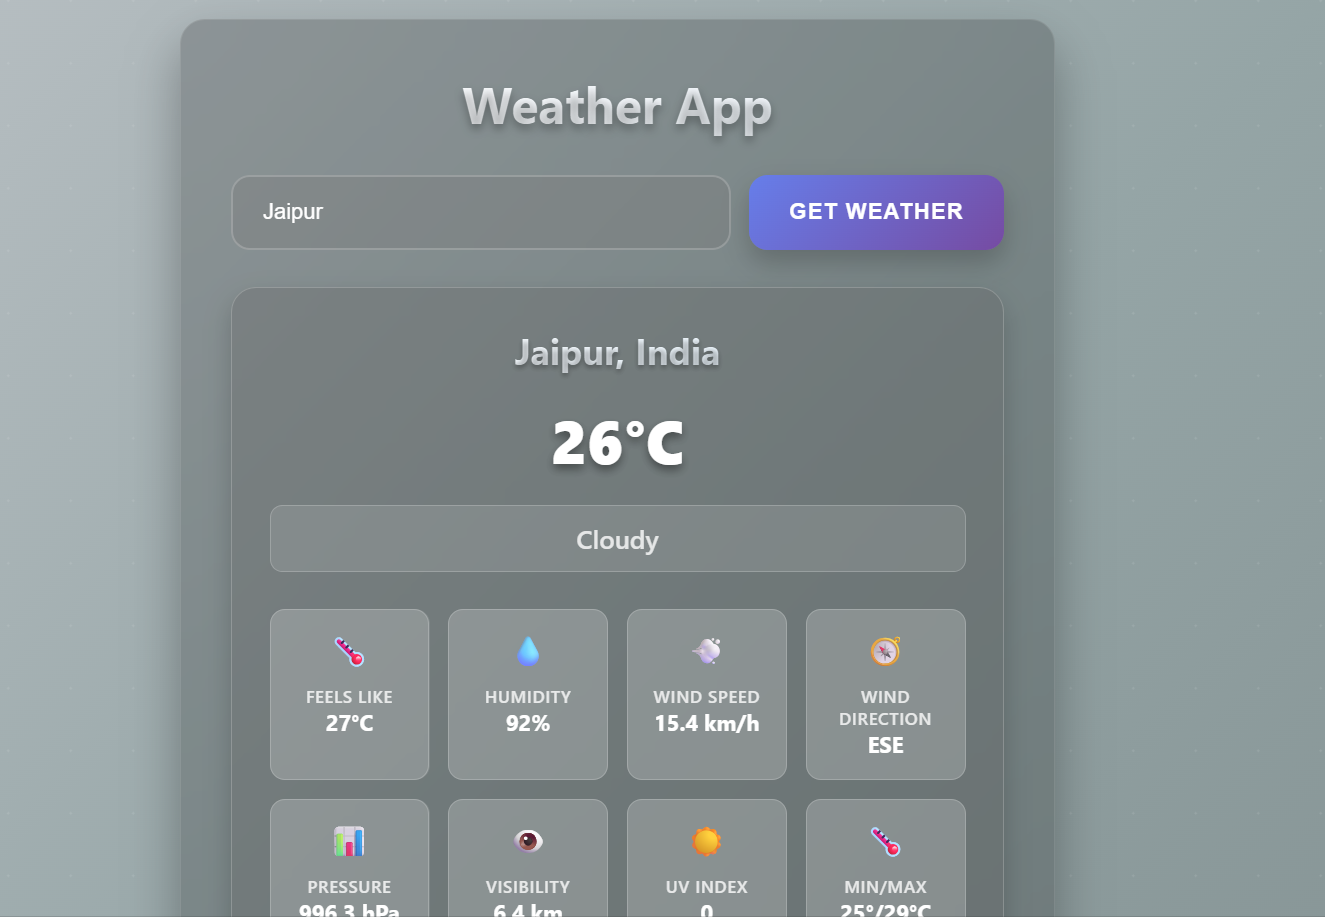 Weather App
Jaipur
GET WEATHER
Jaipur, India
26°C
Cloudy
FEELS LIKE
27°C
HUMIDITY
92%
WIND SPEED
15.4 km/h
WIND
DIRECTION
ESE
PRESSURE
996.3 hPa
VISIBILITY
6.4 km
UV INDEX
0
MIN/MAX
25°/29°C